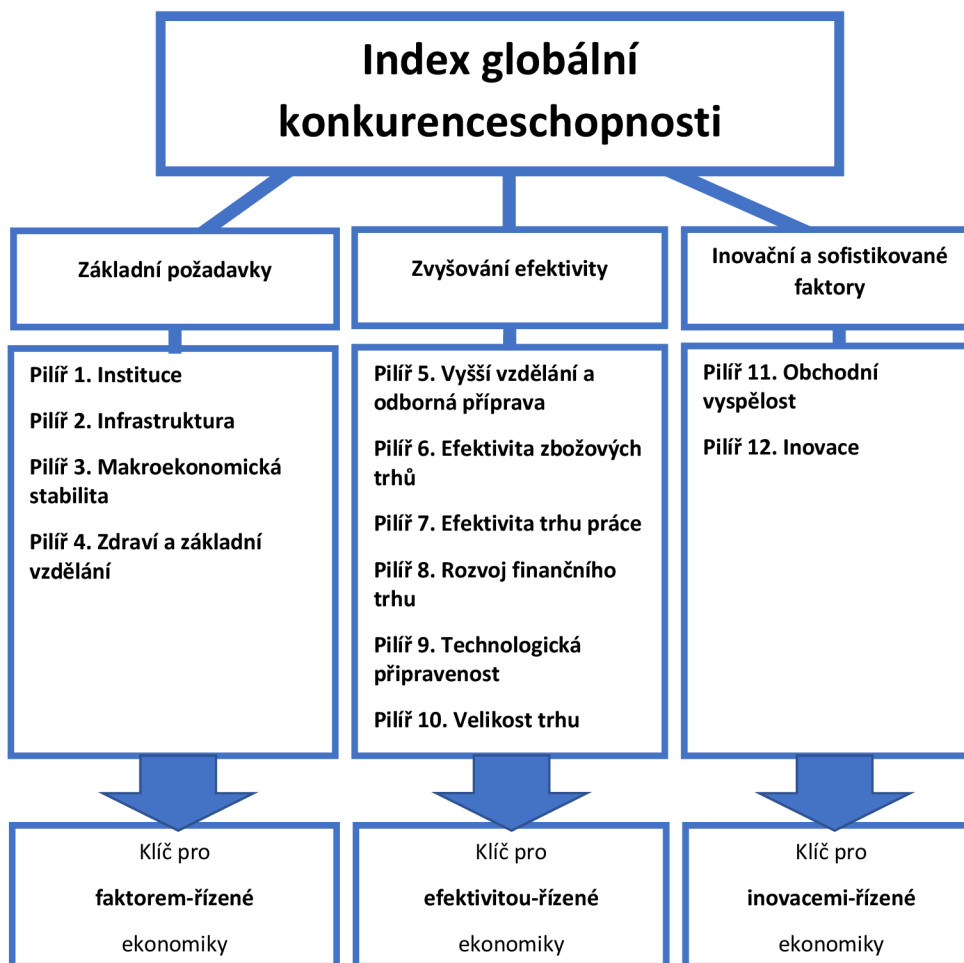 Index globální
konkurenceschopnosti
Základní požadavky
Pilíř 1. Instituce
Pilíř 2. Infrastruktura
Pilíř 3. Makroekonomická
stabilita
Pilíř 4. Zdraví a základní
vzdělání
Klíč pro
faktorem-řízené
ekonomiky
Zvyšování efektivity
Pilíř 5. Vyšší vzdělání a
odborná příprava
Pilíř 6. Efektivita zbožových
trhů
Pilíř 7. Efektivita trhu práce
Pilíř 8. Rozvoj finančního
trhu
Pilíř 9. Technologická
připravenost
Pilíř 10. Velikost trhu
Klíč pro
efektivitou-řízené
ekonomiky
Inovační a sofistikované
faktory
Pilíř 11. Obchodní
vyspělost
Pilíř 12. Inovace
Klíč pro
inovacemi-řízené
ekonomiky